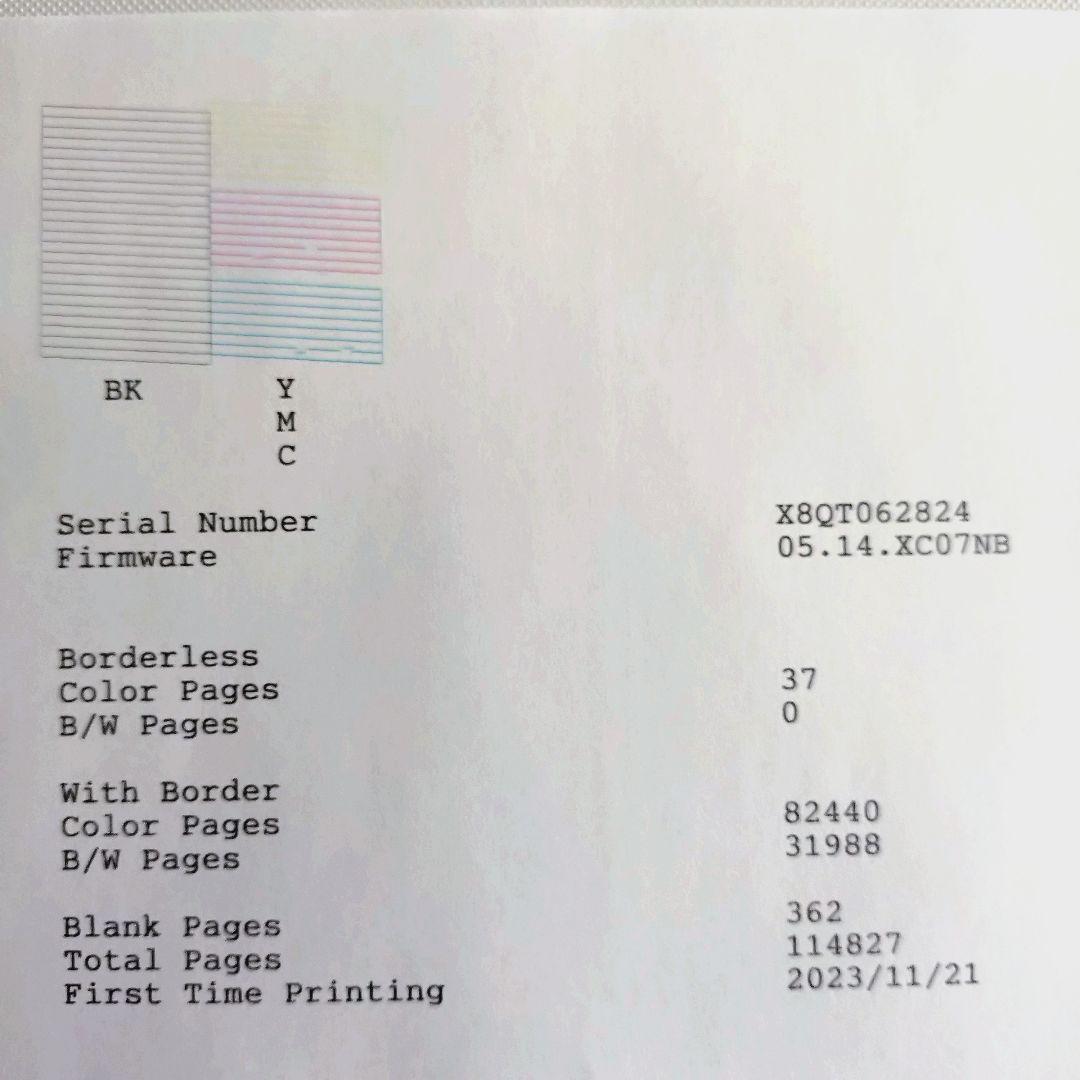 BK Y
M
C
Serial Number X8QT062824
Firmware 05.14.XC07NB
Borderless
Color Pages 37
B/W Pages 0
With Border
Color Pages 82440
B/W Pages 31988
Blank Pages 362
Total Pages 114827
First Time Printing 2023/11/21